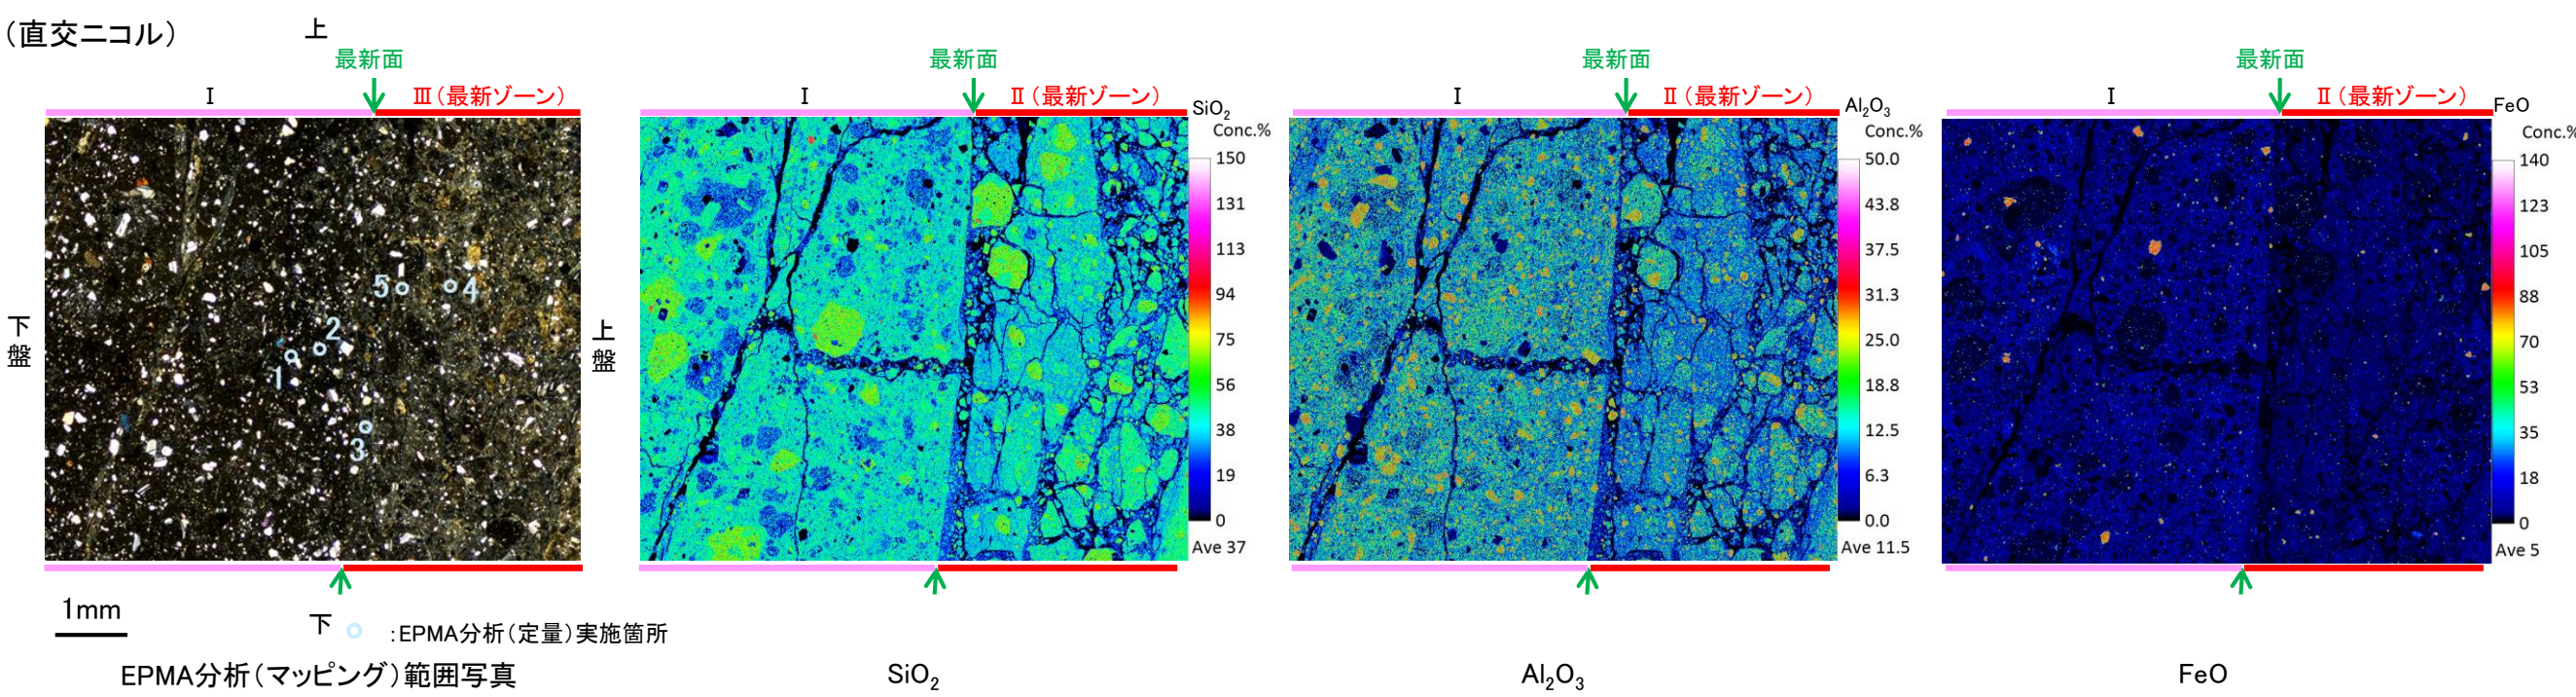 (直交ニコル)
上
最新面
Ⅰ
Ⅲ(最新ゾーン)
下盤
上盤
5
4
2
1
3
1mm
下
:EPMA分析(定量)実施箇所
EPMA分析(マッピング)範囲写真
最新面
Ⅰ
Ⅱ(最新ゾーン)
SiO₂
Conc.%
150
131
113
94
75
56
38
19
0
Ave 37
SiO₂
最新面
Ⅰ
Ⅱ(最新ゾーン)
Al₂O₃
Conc.%
50.0
43.8
37.5
31.3
25.0
18.8
12.5
6.3
0.0
Ave 11.5
Al₂O₃
最新面
Ⅰ
Ⅱ(最新ゾーン)
FeO
Conc.%
140
123
105
88
70
53
35
18
0
Ave 5
FeO